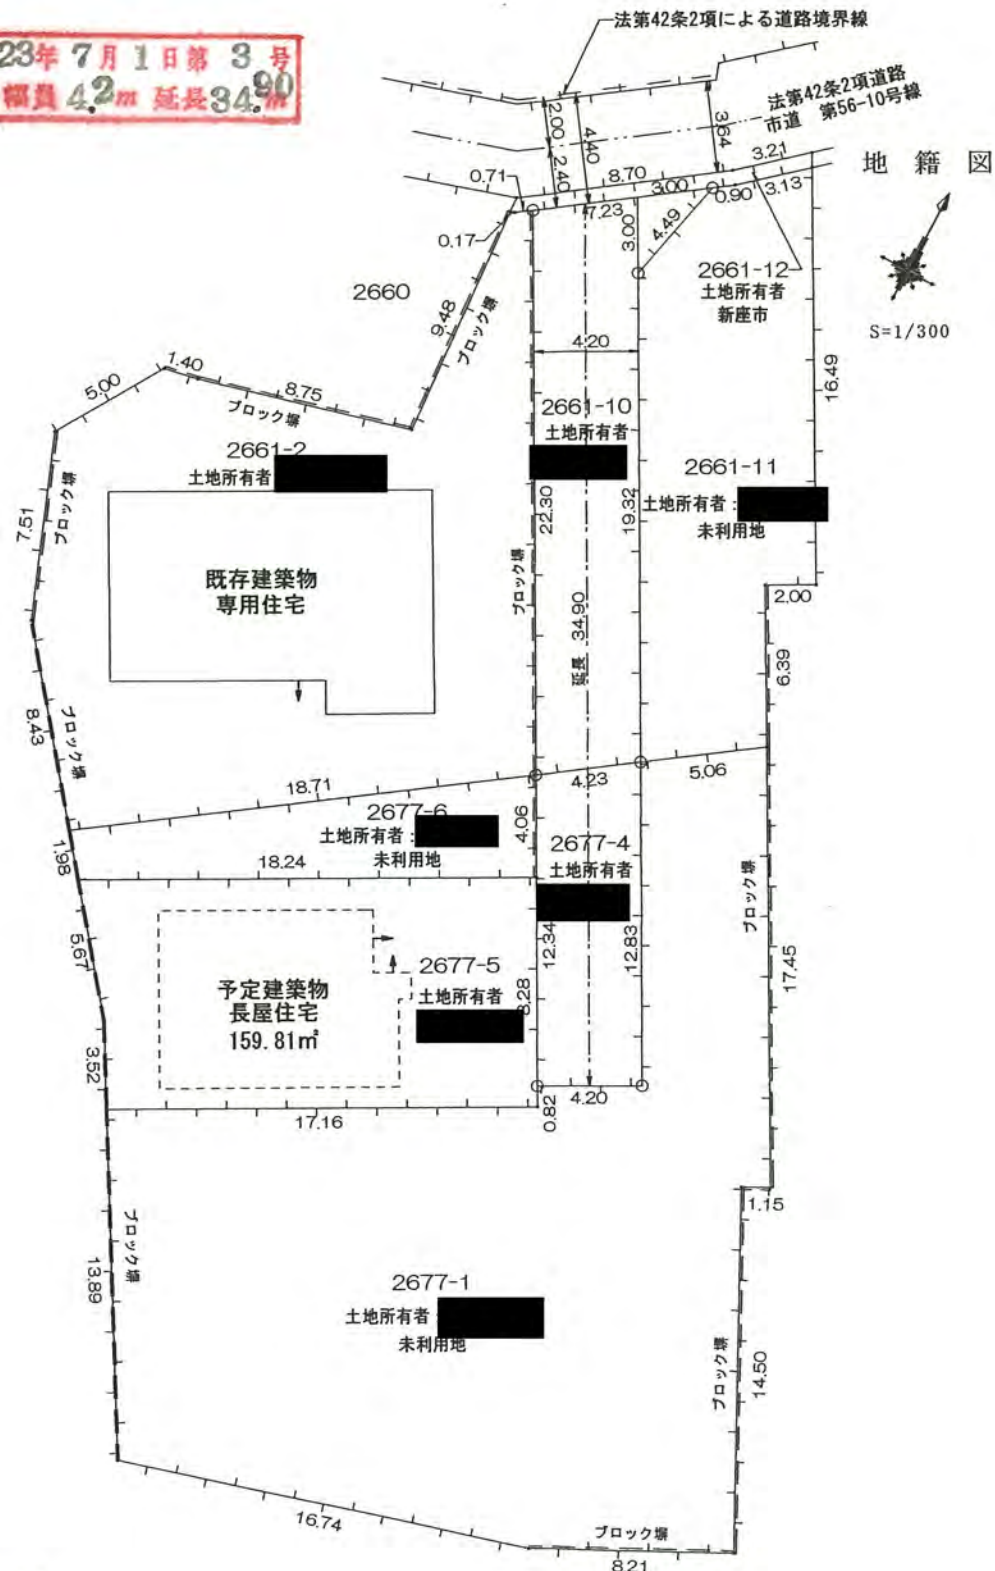 23年7月1日第3号
幅員4.2m 延長34.90m
法第42条2項による道路境界線
法第42条2項道路
市道 第56-10号線
地籍図
S=1/300
2.00
4.40
2.40
3.64
3.21
8.70
0.71
3.00
0.90
3.13
7.23
3.00
4.49
0.17
2660
9.48
ブロック塀
2661-12
土地所有者
新座市
4.20
16.49
1.40
5.00
8.75
ブロック塀
2661-10
土地所有者
2661-2
土地所有者
2661-11
土地所有者:
未利用地
7.51
ブロック塀
22.30
19.32
ブロック塀
既存建築物
専用住宅
延長 34.90
2.00
6.39
8.43
ブロック塀
18.71
4.23
5.06
2677-6
土地所有者:
未利用地
4.06
2677-4
土地所有者
1.98
18.24
ブロック塀
12.34
12.83
17.45
5.67
2677-5
土地所有者
8.28
予定建築物
長屋住宅
159.81㎡
3.52
4.20
0.82
17.16
1.15
ブロック塀
13.89
2677-1
土地所有者
未利用地
ブロック塀
14.50
16.74
ブロック塀
8.21